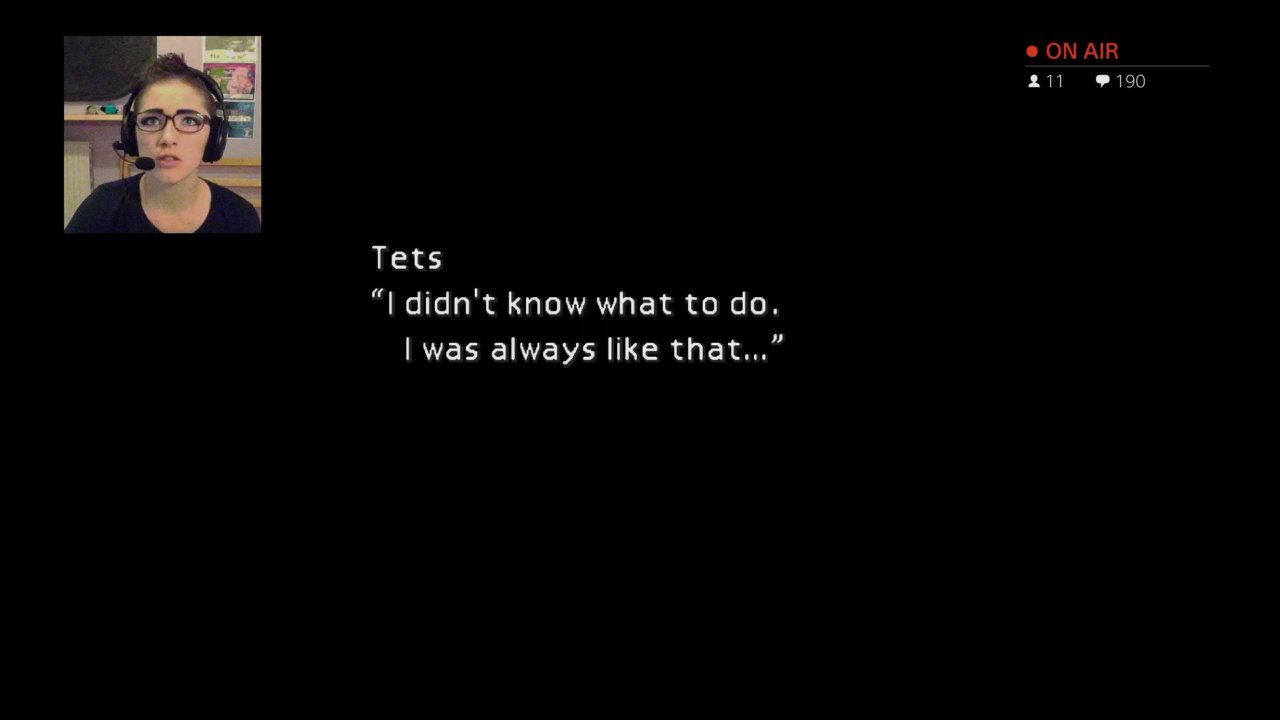 ON AIR
11 190
Tets
“I didn't know what to do.
I was always like that...”